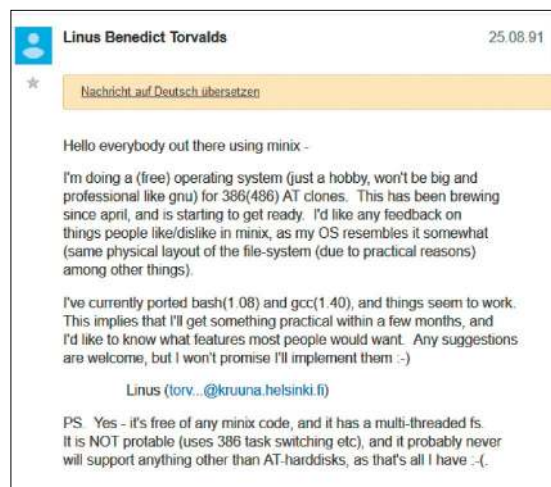 Linus Benedict Torvalds 25.08.91
Nachricht auf Deutsch übersetzen
Hello everybody out there using minix -
I'm doing a (free) operating system (just a hobby, won't be big and
professional like gnu) for 386(486) AT clones. This has been brewing
since april, and is starting to get ready. I'd like any feedback on
things people like/dislike in minix, as my OS resembles it somewhat
(same physical layout of the file-system (due to practical reasons)
among other things).
I've currently ported bash(1.08) and gcc(1.40), and things seem to work.
This implies that I'll get something practical within a few months, and
I'd like to know what features most people would want. Any suggestions
are welcome, but I won't promise I'll implement them :-)
Linus (torv...@kruuna.helsinki.fi)
PS. Yes - it's free of any minix code, and it has a multi-threaded fs.
It is NOT protable (uses 386 task switching etc), and it probably never
will support anything other than AT-harddisks, as that's all I have :-(.